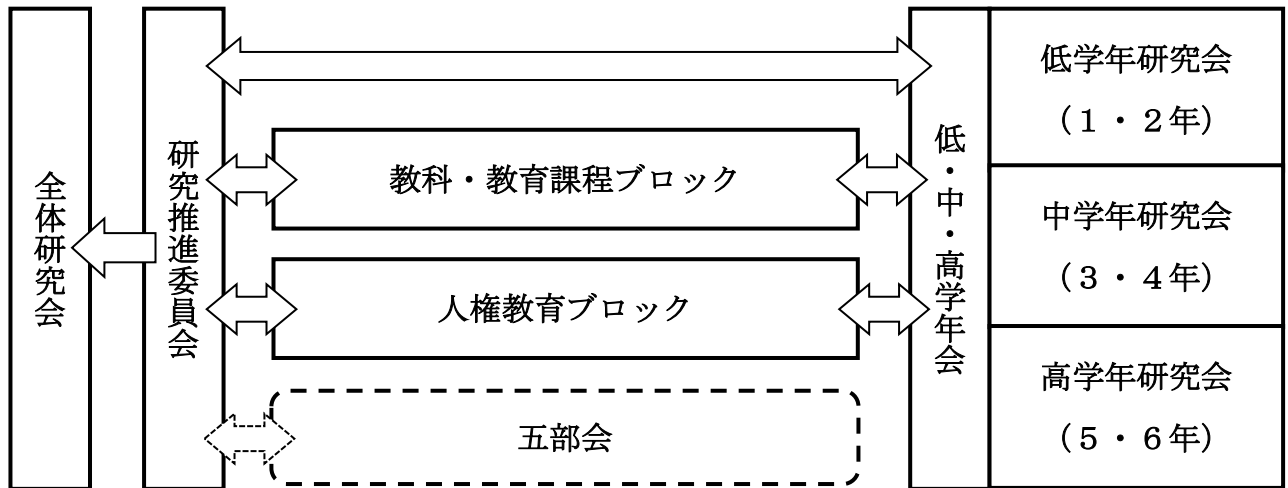 全体研究会
研究推進委員会
教科・教育課程ブロック
人権教育ブロック
五部会
低・中・高学年会
低学年研究会
（１・２年）
中学年研究会
（３・４年）
高学年研究会
（５・６年）